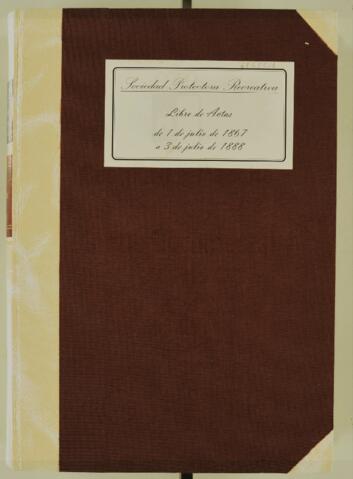 Sociedad Protectora Recreativa
Libro de Actas
de 1 de julio de 1867
a 3 de julio de 1888